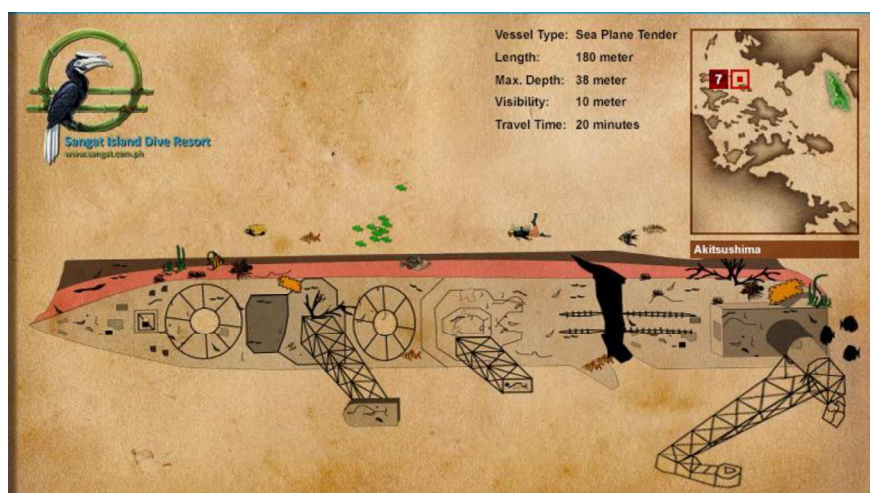 Sangat Island Dive Resort
www.sangat.com.ph
Vessel Type: Sea Plane Tender
Length: 180 meter
Max. Depth: 38 meter
Visibility: 10 meter
Travel Time: 20 minutes
7
Akitsushima